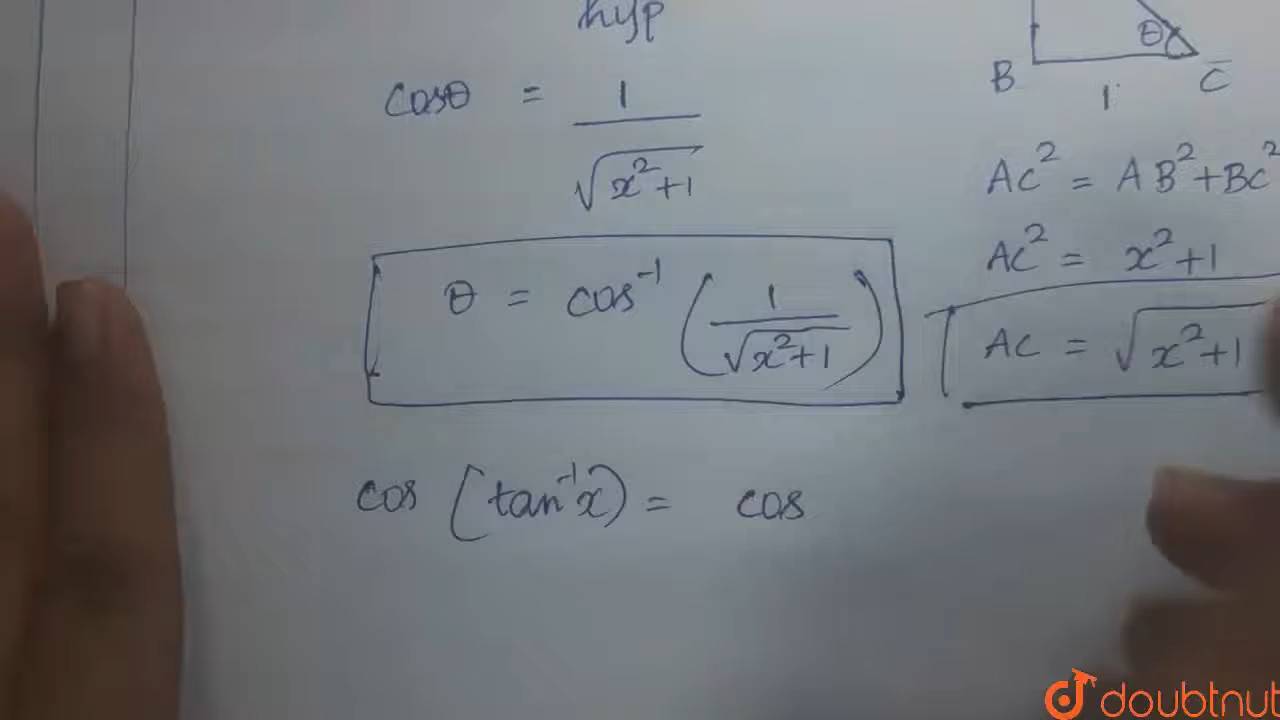 hyp
cosθ = 1/√x²+1
θ = cos⁻¹ (1/√x²+1)
cos (tan⁻¹x) = cos
θ
B 1 C
AC² = AB²+BC²
AC² = x²+1
AC = √x²+1
doubtnut